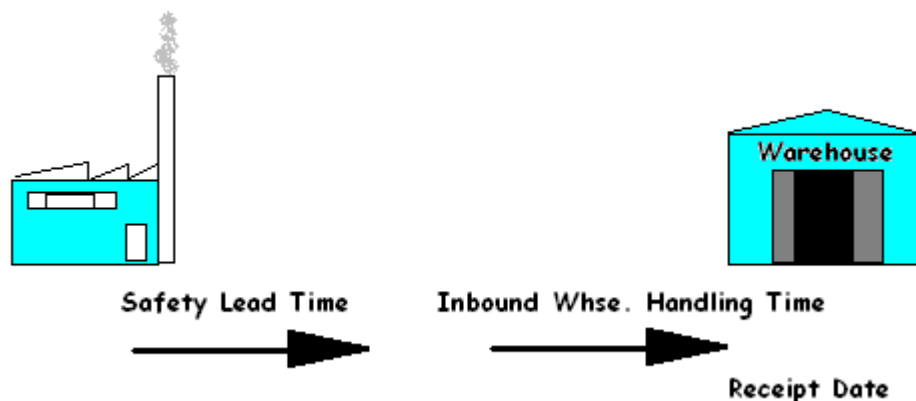 Warehouse
Safety Lead Time
Inbound Whse. Handling Time
Receipt Date